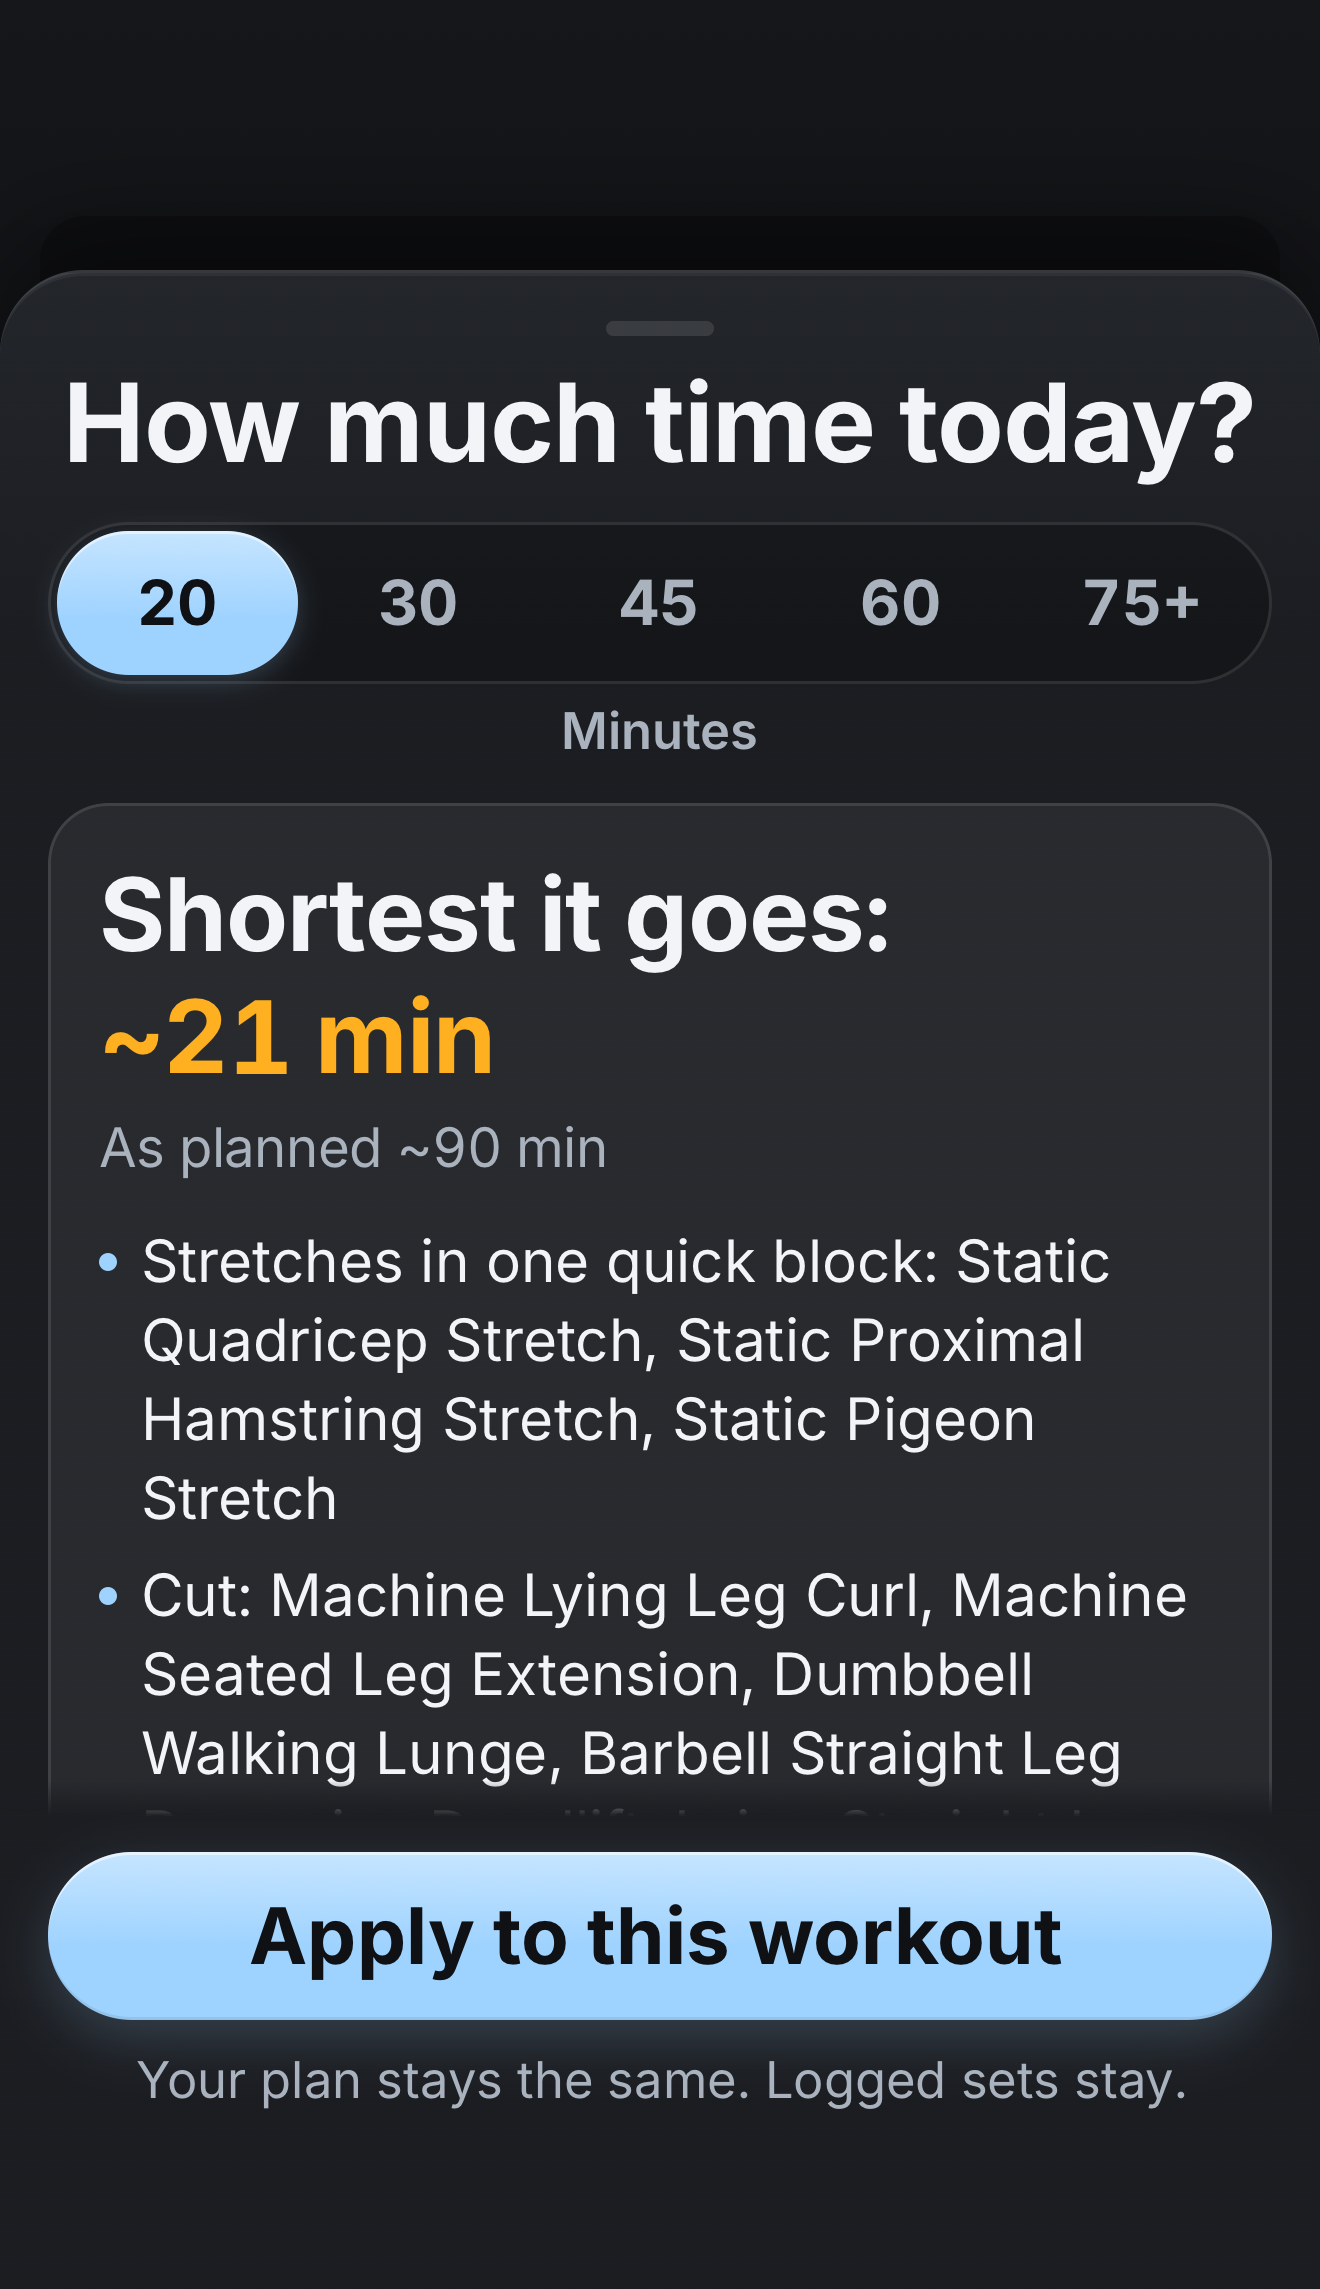 How much time today?
20 30 45 60 75+
Minutes
Shortest it goes:
~21 min
As planned ~90 min
• Stretches in one quick block: Static
Quadricep Stretch, Static Proximal
Hamstring Stretch, Static Pigeon
Stretch
• Cut: Machine Lying Leg Curl, Machine
Seated Leg Extension, Dumbbell
Walking Lunge, Barbell Straight Leg
Apply to this workout
Your plan stays the same. Logged sets stay.